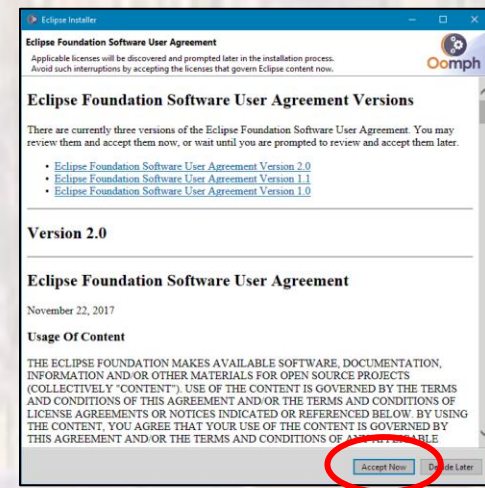 Eclipse Installer
Eclipse Foundation Software User Agreement
Applicable licenses will be discovered and prompted later in the installation process.
Avoid such interruptions by accepting the licenses that govern Eclipse content now.
Oomph
Eclipse Foundation Software User Agreement Versions
There are currently three versions of the Eclipse Foundation Software User Agreement. You may
review them and accept them now, or wait until you are prompted to review and accept them later.
• Eclipse Foundation Software User Agreement Version 2.0
• Eclipse Foundation Software User Agreement Version 1.1
• Eclipse Foundation Software User Agreement Version 1.0
Version 2.0
Eclipse Foundation Software User Agreement
November 22, 2017
Usage Of Content
THE ECLIPSE FOUNDATION MAKES AVAILABLE SOFTWARE, DOCUMENTATION,
INFORMATION AND/OR OTHER MATERIALS FOR OPEN SOURCE PROJECTS
(COLLECTIVELY "CONTENT"). USE OF THE CONTENT IS GOVERNED BY THE TERMS
AND CONDITIONS OF THIS AGREEMENT AND/OR THE TERMS AND CONDITIONS OF
LICENSE AGREEMENTS OR NOTICES INDICATED OR REFERENCED BELOW. BY USING
THE CONTENT, YOU AGREE THAT YOUR USE OF THE CONTENT IS GOVERNED BY
THIS AGREEMENT AND/OR THE TERMS AND CONDITIONS OF ANY APPLICABLE
Accept Now Decide Later